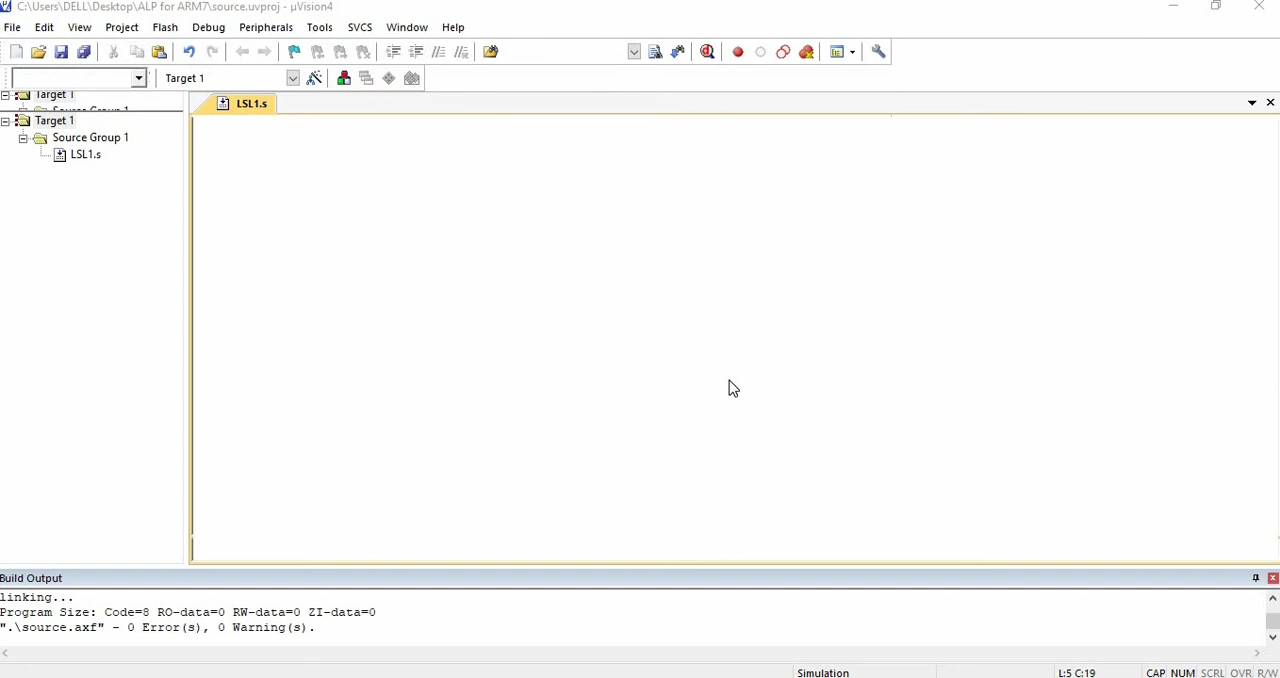 C:\Users\DELL\Desktop\ALP for ARM7\source.uvproj - µVision4
File Edit View Project Flash Debug Peripherals Tools SVCS Window Help
Target 1
Target 1
Source Group 1
LSL1.s
Target 1
Source Group 1
LSL1.s
Build Output
linking...
Program Size: Code=8 RO-data=0 RW-data=0 ZI-data=0
".\source.axf" - 0 Error(s), 0 Warning(s).
Simulation L:5 C:19 CAP NUM SCRL OVR R/W